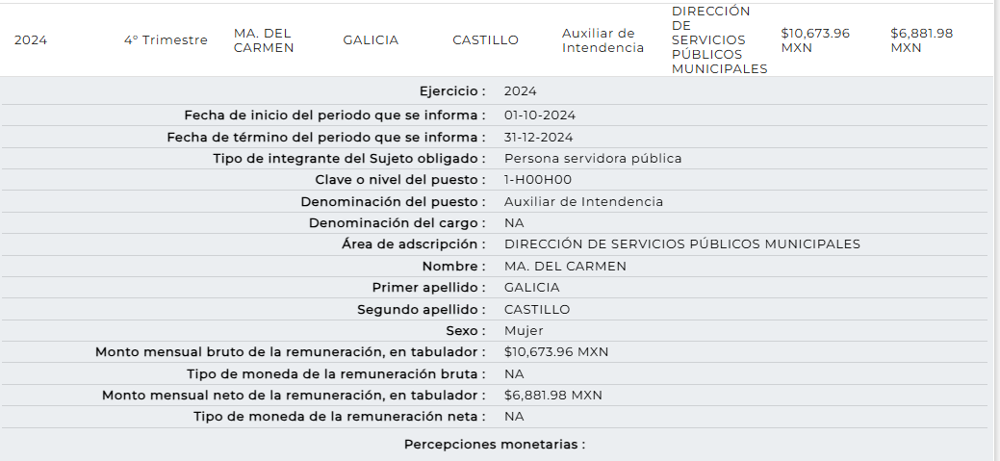 2024 4° Trimestre MA. DEL CARMEN GALICIA CASTILLO Auxiliar de Intendencia DIRECCIÓN DE SERVICIOS PÚBLICOS MUNICIPALES $10,673.96 MXN $6,881.98 MXN
Ejercicio : 2024
Fecha de inicio del periodo que se informa : 01-10-2024
Fecha de término del periodo que se informa : 31-12-2024
Tipo de integrante del Sujeto obligado : Persona servidora pública
Clave o nivel del puesto : 1-H00H00
Denominación del puesto : Auxiliar de Intendencia
Denominación del cargo : NA
Área de adscripción : DIRECCIÓN DE SERVICIOS PÚBLICOS MUNICIPALES
Nombre : MA. DEL CARMEN
Primer apellido : GALICIA
Segundo apellido : CASTILLO
Sexo : Mujer
Monto mensual bruto de la remuneración, en tabulador : $10,673.96 MXN
Tipo de moneda de la remuneración bruta : NA
Monto mensual neto de la remuneración, en tabulador : $6,881.98 MXN
Tipo de moneda de la remuneración neta : NA
Percepciones monetarias :